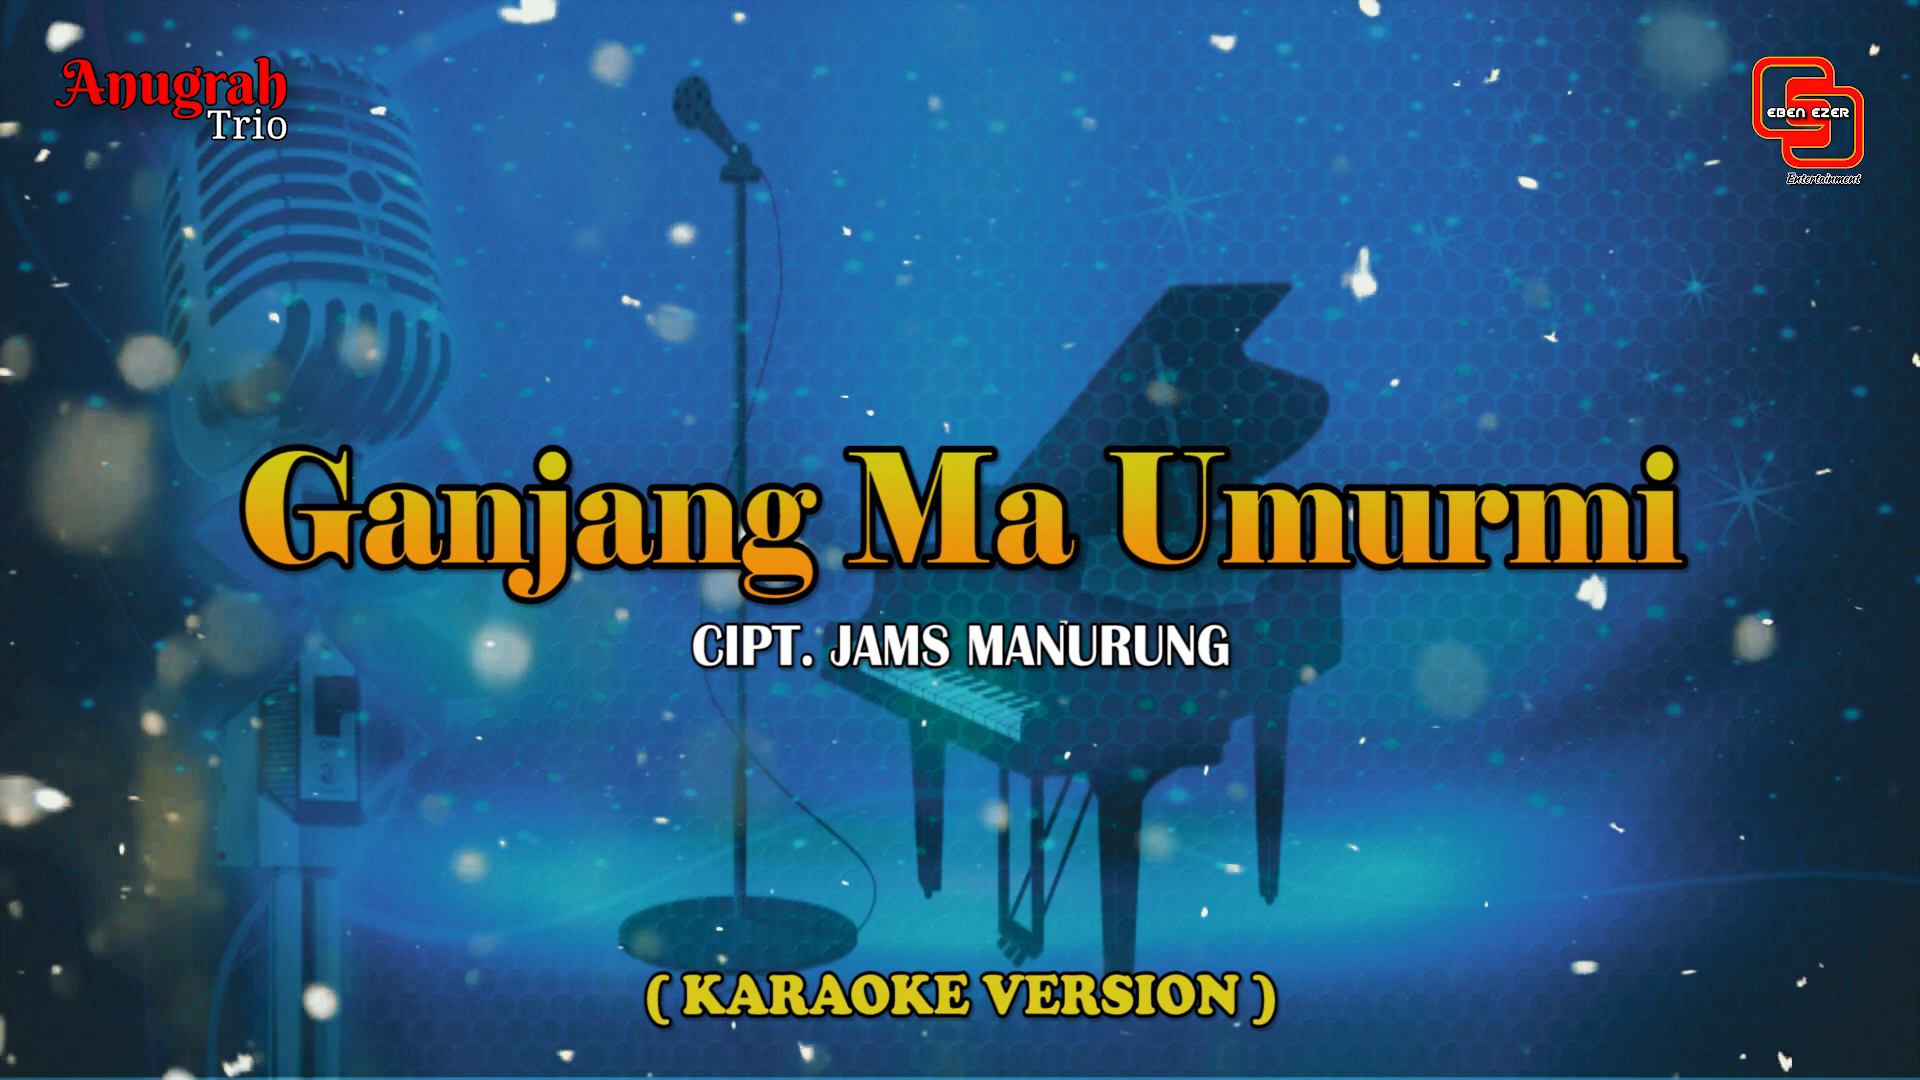 Anugrah
Trio
EBEN EZER
Entertainment
Ganjang Ma Umurmi
CIPT. JAMS MANURUNG
( KARAOKE VERSION )